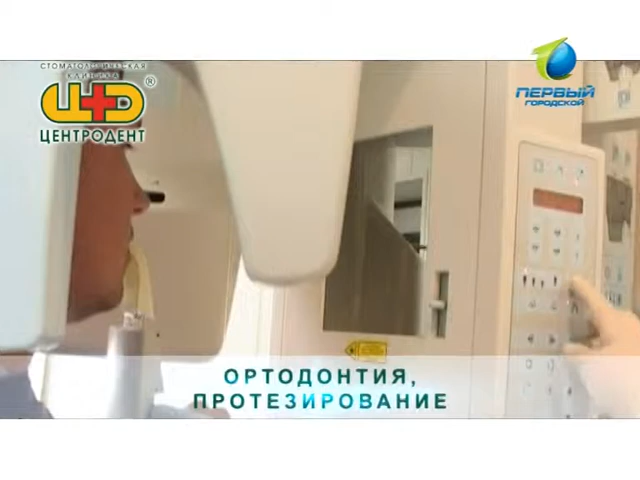 СТОМАТОЛОГИЧЕСКАЯ
КЛИНИКА
ЦД®
ЦЕНТРОДЕНТ
ПЕРВЫЙ
ГОРОДСКОЙ
ОРТОДОНТИЯ,
ПРОТЕЗИРОВАНИЕ